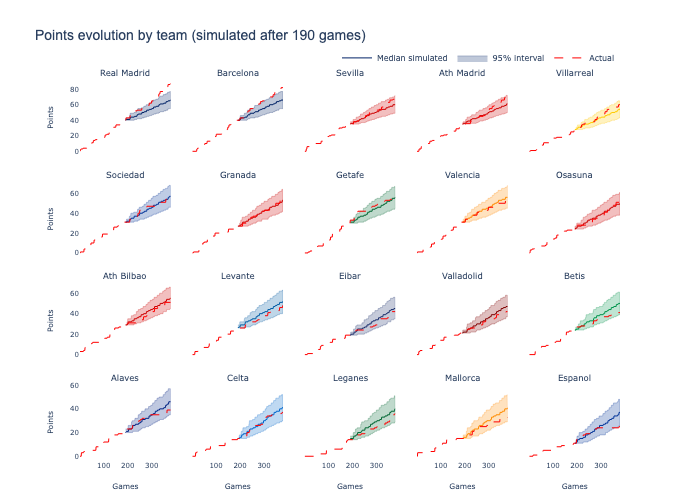 Points evolution by team (simulated after 190 games)
Median simulated 95% interval Actual
Real Madrid Barcelona Sevilla Ath Madrid Villarreal
80
60
40
20
0
Points
Sociedad Granada Getafe Valencia Osasuna
60
40
20
0
Points
Ath Bilbao Levante Eibar Valladolid Betis
60
40
20
0
Points
Alaves Celta Leganes Mallorca Espanol
60
40
20
0
Points
100 200 300 100 200 300 100 200 300 100 200 300 100 200 300
Games Games Games Games Games